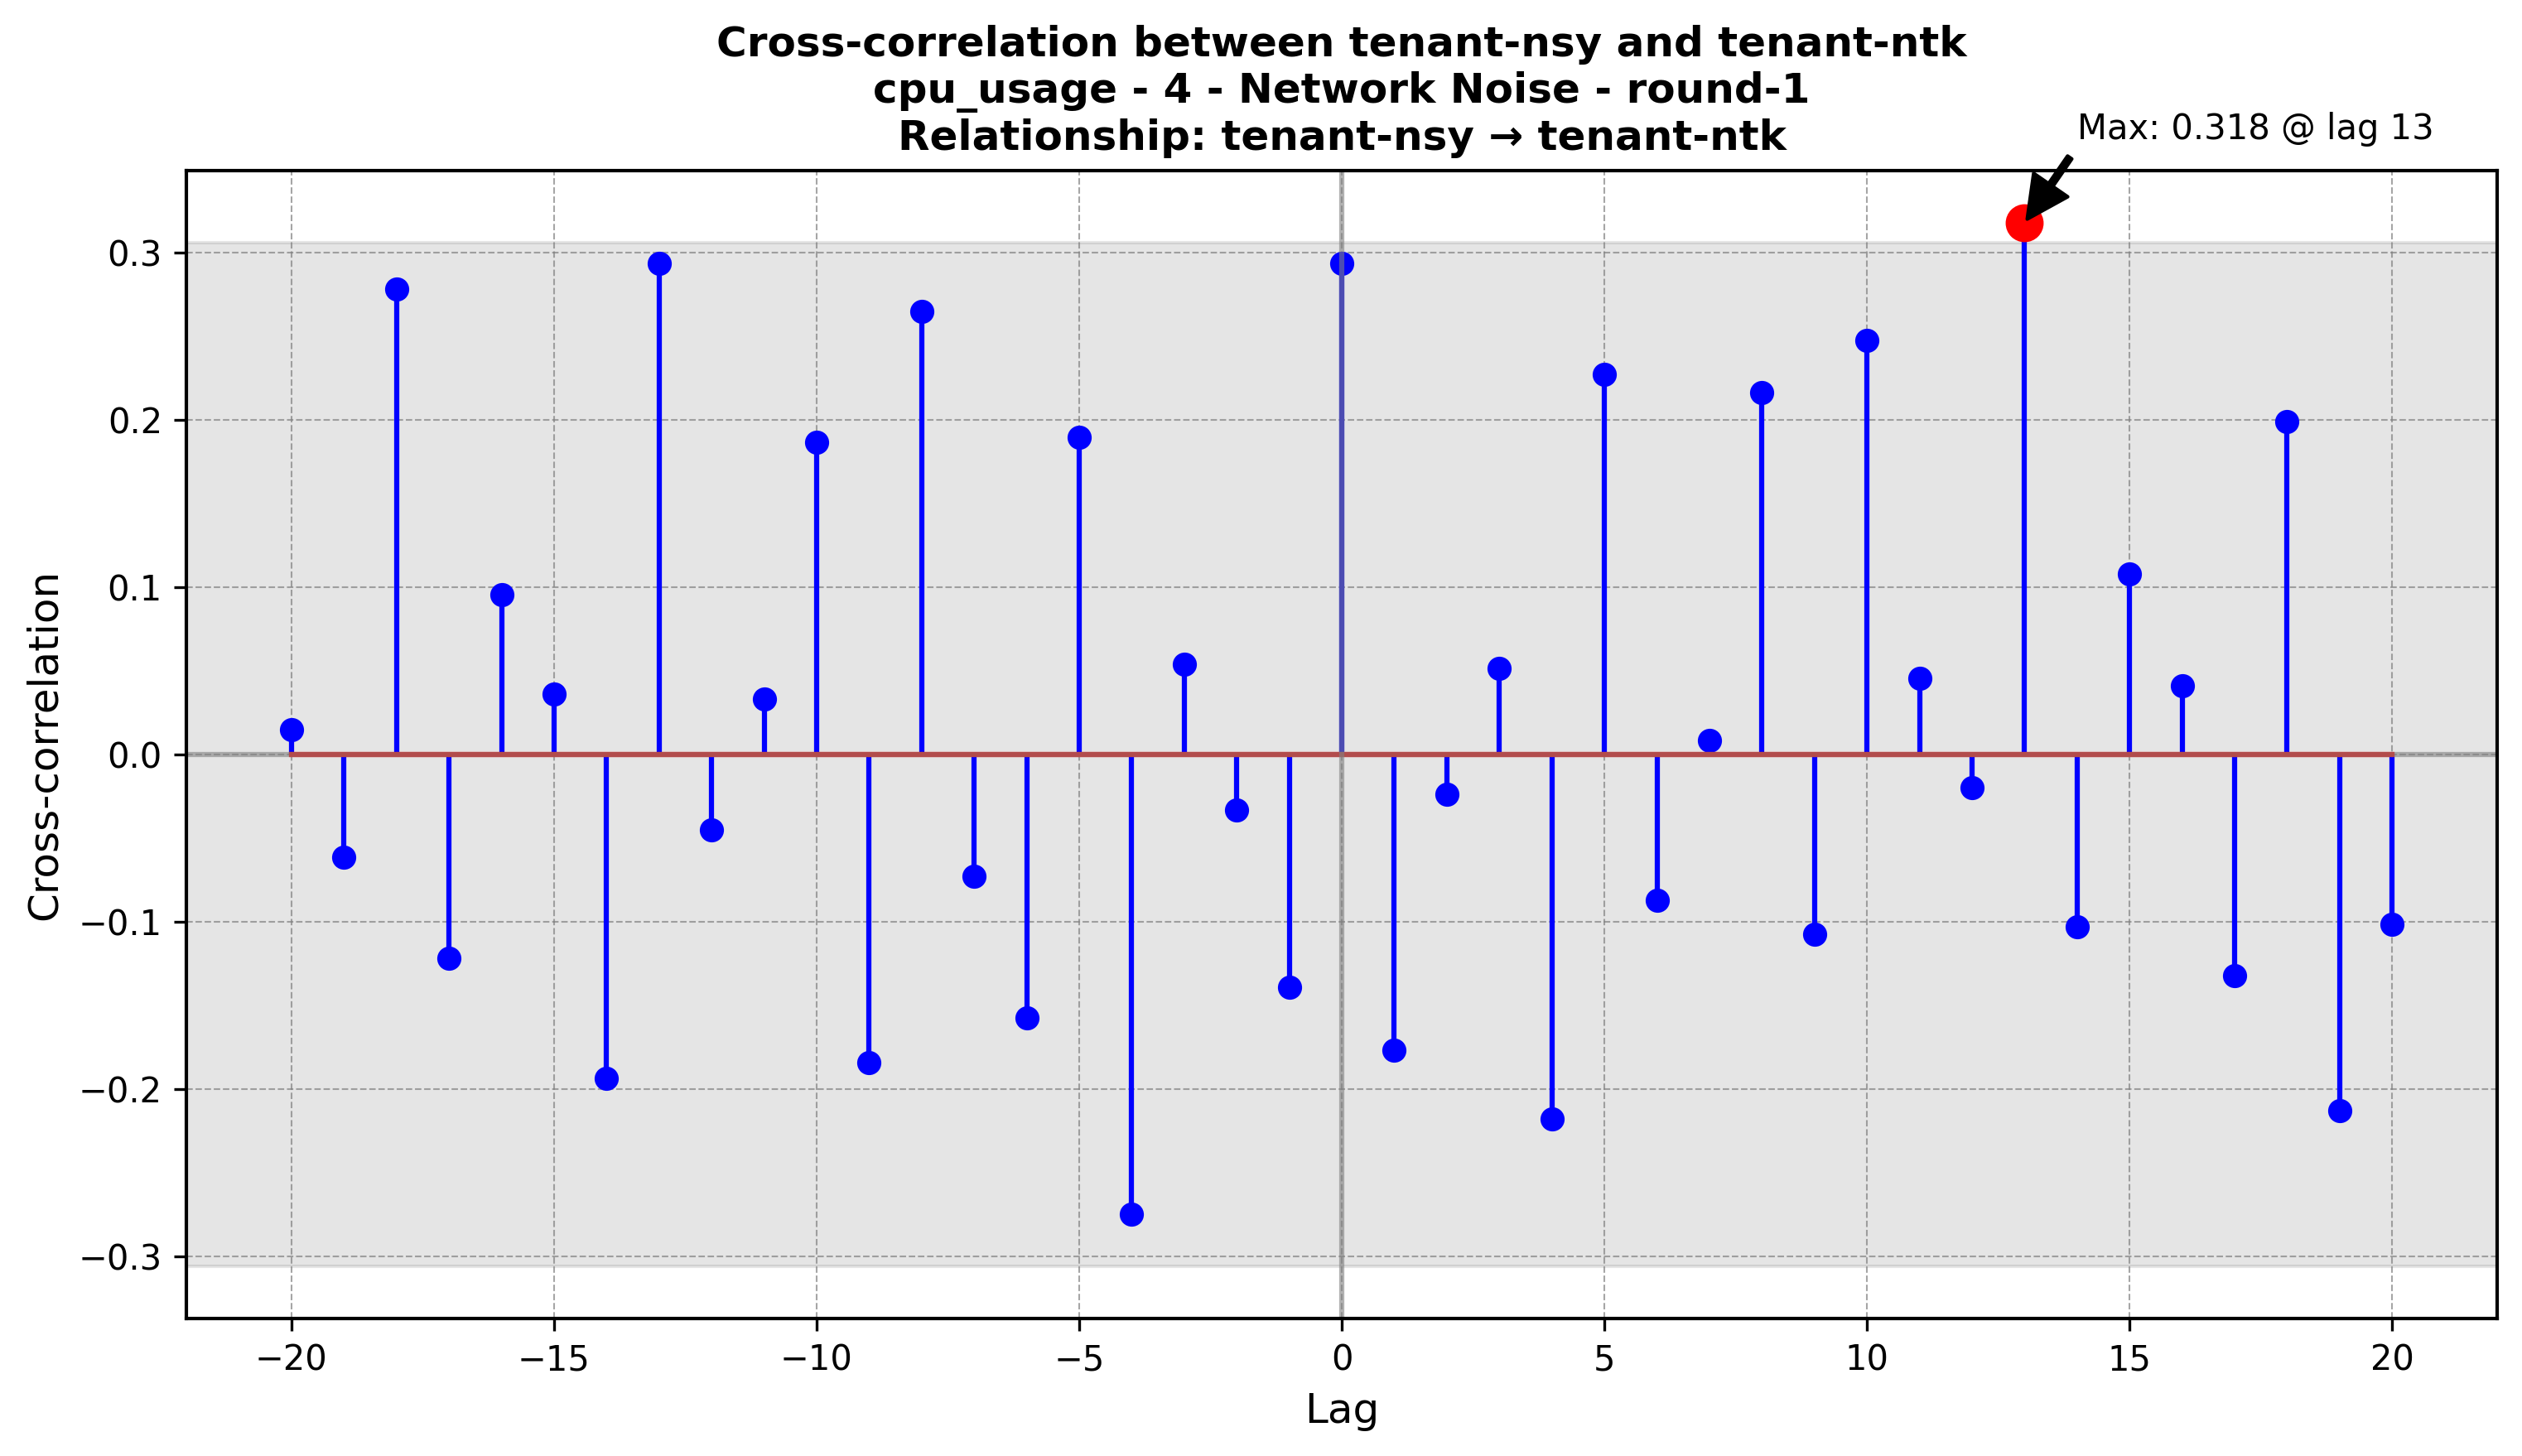 Cross-correlation between tenant-nsy and tenant-ntk
cpu_usage - 4 - Network Noise - round-1
Relationship: tenant-nsy → tenant-ntk
Max: 0.318 @ lag 13
Cross-correlation
0.3
0.2
0.1
0.0
−0.1
−0.2
−0.3
−20
−15
−10
−5
0
5
10
15
20
Lag